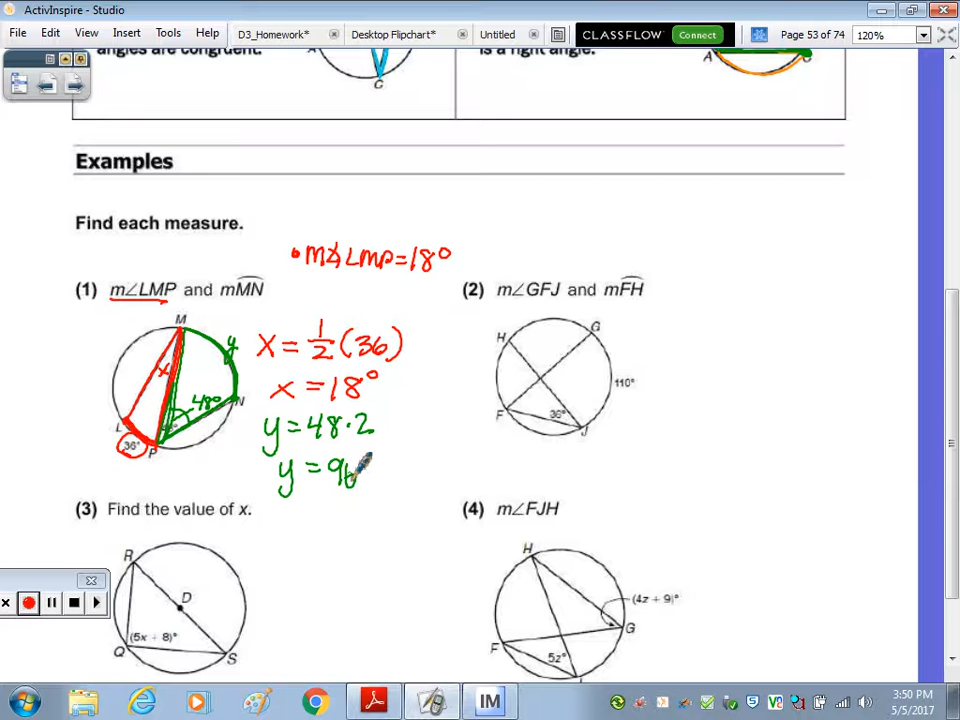 ActivInspire - Studio
File Edit View Insert Tools Help D3_Homework* Desktop Flipchart* Untitled CLASSFLOW Connect Page 53 of 74 120%
angles are congruent.
is a right angle.
A
C
C
Examples
Find each measure.
• m∡LMP = 18°
(1) m∠LMP and mMN
(2) m∠GFJ and mFH
M
y
x
48°
N
L
36°
P
x = 1/2 (36)
x = 18°
y = 48 · 2
y = 96
H
G
110°
F
36°
J
(3) Find the value of x.
(4) m∠FJH
R
D
(5x + 8)°
Q
S
H
(4z + 9)°
G
F
5z°
IM
3:50 PM
5/5/2017